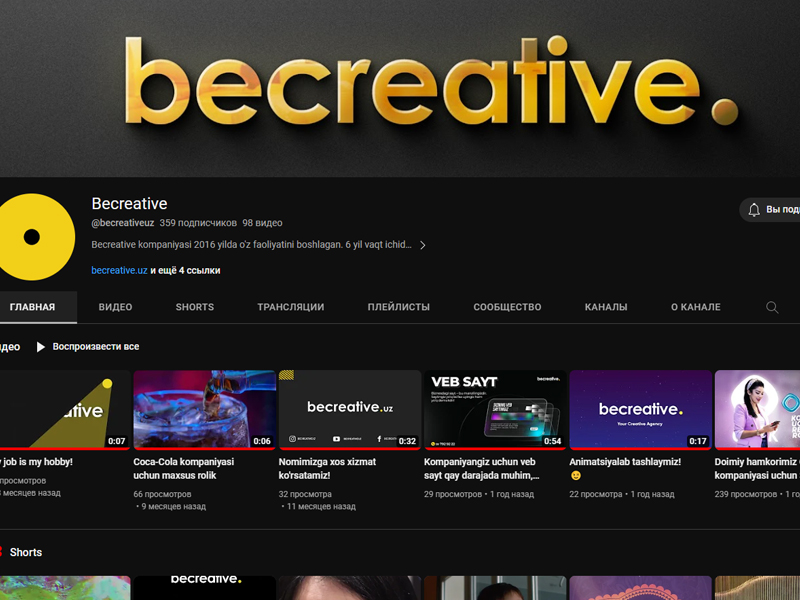 becreative.
Becreative
@becreativeuz 359 подписчиков 98 видео
Becreative kompaniyasi 2016 yilda o'z faoliyatini boshlagan. 6 yil vaqt ichid...
becreative.uz и ещё 4 ссылки
Вы под
ГЛАВНАЯ ВИДЕО SHORTS ТРАНСЛЯЦИИ ПЛЕЙЛИСТЫ СООБЩЕСТВО КАНАЛЫ О КАНАЛЕ
део Воспроизвести все
ative
0:07
0:06
becreative.uz
0:32
VEB SAYT
becreative.
0:54
becreative.
Your Creative Agency
0:17
job is my hobby!
просмотров
месяцев назад
Coca-Cola kompaniyasi
uchun maxsus rolik
66 просмотров
• 9 месяцев назад
Nomimizga xos xizmat
ko'rsatamiz!
32 просмотра
• 11 месяцев назад
Kompaniyangiz uchun veb
sayt qay darajada muhim,...
29 просмотров • 1 год назад
Animatsiyalab tashlaymiz!
😉
22 просмотра • 1 год назад
Doimiy hamkorimiz
kompaniyasi uchun
239 просмотров • 1 го
Shorts
becreative.